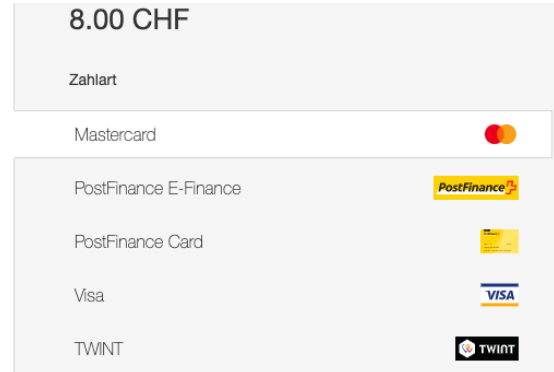 8.00 CHF
Zahlart
Mastercard
PostFinance E-Finance PostFinance
PostFinance Card
Visa VISA
TWINT TWINT